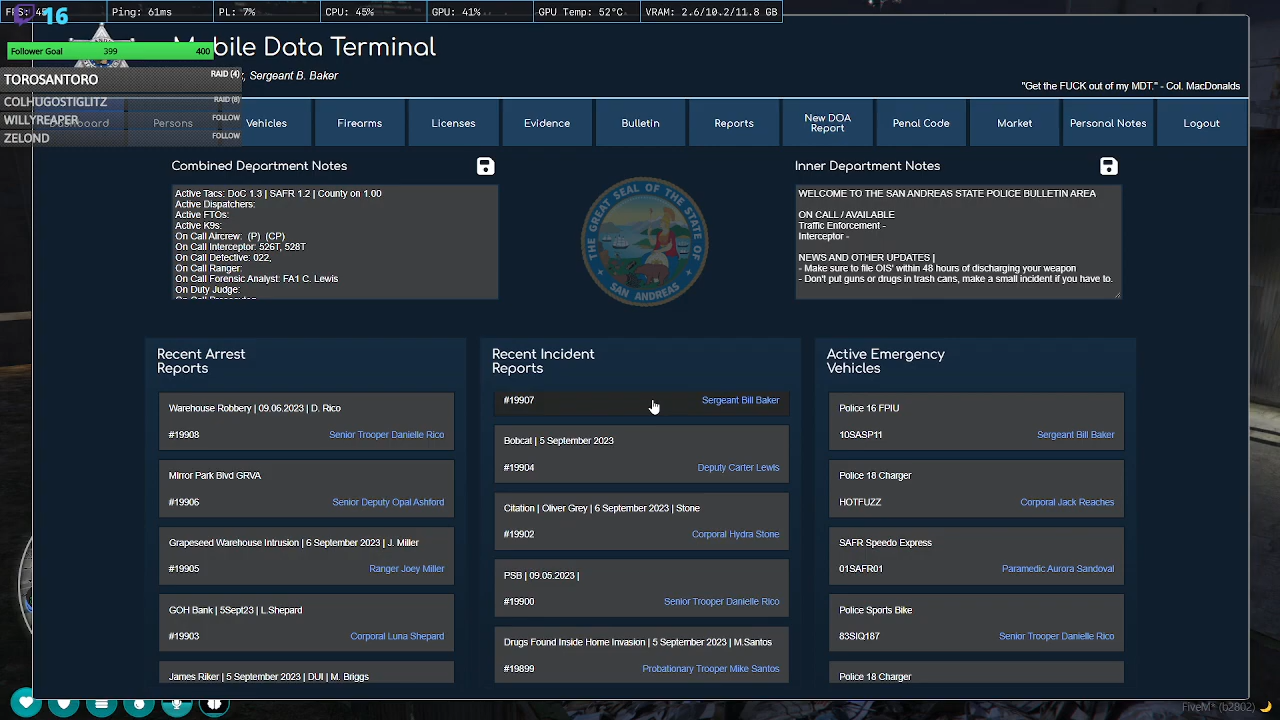 16
Ping: 61ms
PL: 7%
CPU: 45%
GPU: 41%
GPU Temp: 52°C
VRAM: 2.6/10.2/11.8 GB
Follower Goal 399 400
TOROSANTORO RAID (4)
COLHUGOSTIGLITZ RAID (6)
WILLYREAPER FOLLOW
ZELOND FOLLOW
bile Data Terminal
Sergeant B. Baker
"Get the FUCK out of my MDT." - Col. MacDonalds
Persons
Vehicles
Firearms
Licenses
Evidence
Bulletin
Reports
New DOA
Report
Penal Code
Market
Personal Notes
Logout
Combined Department Notes
Active Tacs: DoC 1.3 | SAFR 1.2 | County on 1.00
Active Dispatchers:
Active FTOs:
Active K9s:
On Call Aircrew: (P) (CP)
On Call Interceptor: 526T, 528T
On Call Detective: 022,
On Call Ranger:
On Call Forensic Analyst: FA1 C. Lewis
On Duty Judge:
THE GREAT SEAL OF THE STATE OF SAN ANDREAS
Inner Department Notes
WELCOME TO THE SAN ANDREAS STATE POLICE BULLETIN AREA
ON CALL / AVAILABLE
Traffic Enforcement -
Interceptor -
NEWS AND OTHER UPDATES |
- Make sure to file OIS' within 48 hours of discharging your weapon
- Don't put guns or drugs in trash cans, make a small incident if you have to.
Recent Arrest
Reports
Warehouse Robbery | 09.06.2023 | D. Rico
#19908 Senior Trooper Danielle Rico
Mirror Park Blvd GRVA
#19906 Senior Deputy Opal Ashford
Grapeseed Warehouse Intrusion | 6 September 2023 | J. Miller
#19905 Ranger Joey Miller
GOH Bank | 5Sept23 | L.Shepard
#19903 Corporal Luna Shepard
James Riker | 5 September 2023 | DUI | M. Briggs
Recent Incident
Reports
#19907 Sergeant Bill Baker
Bobcat | 5 September 2023
#19904 Deputy Carter Lewis
Citation | Oliver Grey | 6 September 2023 | Stone
#19902 Corporal Hydra Stone
PSB | 09.05.2023 |
#19900 Senior Trooper Danielle Rico
Drugs Found Inside Home Invasion | 5 September 2023 | M.Santos
#19899 Probationary Trooper Mike Santos
Active Emergency
Vehicles
Police 16 FPIU
10SASP11 Sergeant Bill Baker
Police 18 Charger
HOTFUZZ Corporal Jack Reaches
SAFR Speedo Express
01SAFR01 Paramedic Aurora Sandoval
Police Sports Bike
83SIQ187 Senior Trooper Danielle Rico
Police 18 Charger
FiveM* (b2802)